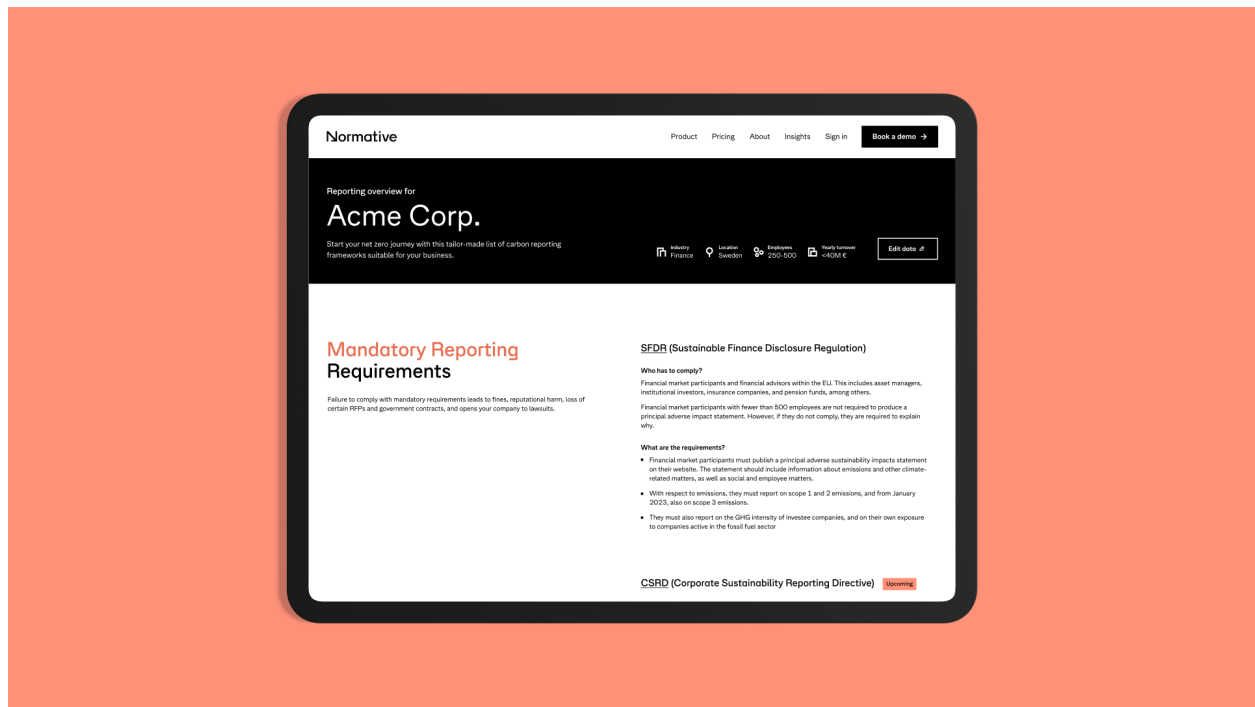 Normative
Product Pricing About Insights Sign in Book a demo →
Reporting overview for
Acme Corp.
Start your net zero journey with this tailor-made list of carbon reporting
frameworks suitable for your business.
Industry
Finance
Location
Sweden
Employees
250-500
Yearly turnover
<40M €
Edit data
Mandatory Reporting
Requirements
Failure to comply with mandatory requirements leads to fines, reputational harm, loss of
certain RFPs and government contracts, and opens your company to lawsuits.
SFDR (Sustainable Finance Disclosure Regulation)
Who has to comply?
Financial market participants and financial advisors within the EU. This includes asset managers,
institutional investors, insurance companies, and pension funds, among others.
Financial market participants with fewer than 500 employees are not required to produce a
principal adverse impact statement. However, if they do not comply, they are required to explain
why.
What are the requirements?
▪ Financial market participants must publish a principal adverse sustainability impacts statement
on their website. The statement should include information about emissions and other climate-
related matters, as well as social and employee matters.
▪ With respect to emissions, they must report on scope 1 and 2 emissions, and from January
2023, also on scope 3 emissions.
▪ They must also report on the GHG intensity of investee companies, and on their own exposure
to companies active in the fossil fuel sector
CSRD (Corporate Sustainability Reporting Directive) Upcoming